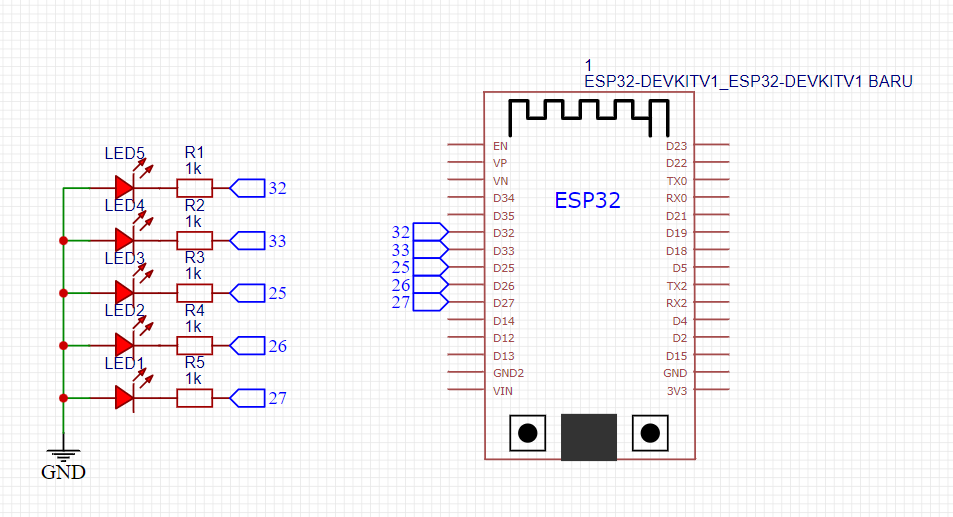 LED5
R1
1k
32
LED4
R2
1k
33
LED3
R3
1k
25
LED2
R4
1k
26
LED1
R5
1k
27
GND
1
ESP32-DEVKITV1_ESP32-DEVKITV1 BARU
ESP32
32
33
25
26
27
EN
VP
VN
D34
D35
D32
D33
D25
D26
D27
D14
D12
D13
GND2
VIN
D23
D22
TX0
RX0
D21
D19
D18
D5
TX2
RX2
D4
D2
D15
GND
3V3